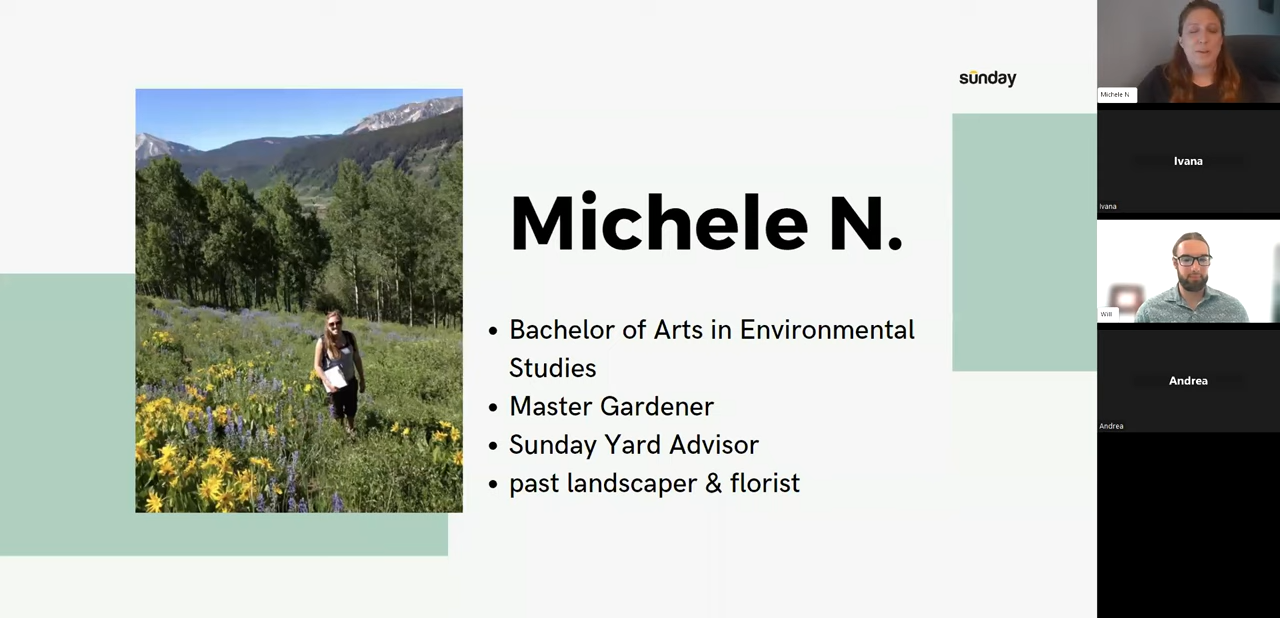 sunday
Michele N.
• Bachelor of Arts in Environmental
Studies
• Master Gardener
• Sunday Yard Advisor
• past landscaper & florist
Michele N.
Ivana
Ivana
Will
Andrea
Andrea